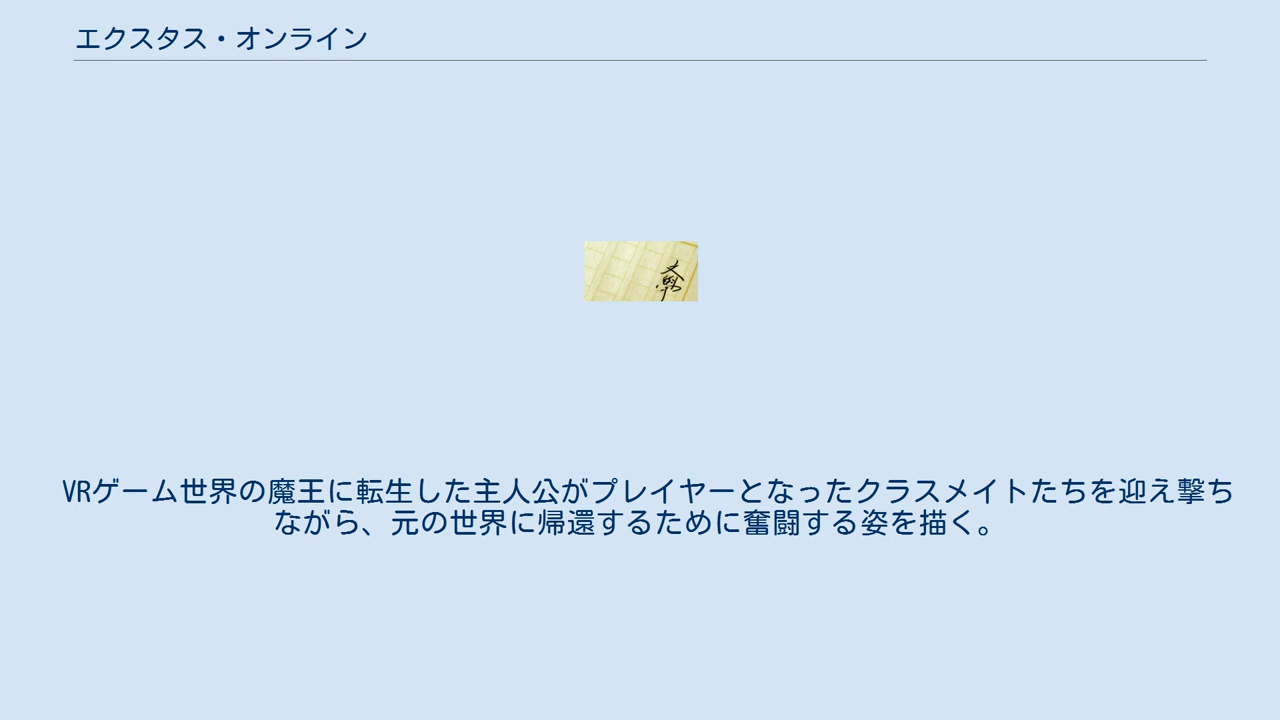 エクスタス・オンライン
VRゲーム世界の魔王に転生した主人公がプレイヤーとなったクラスメイトたちを迎え撃ち
ながら、元の世界に帰還するために奮闘する姿を描く。